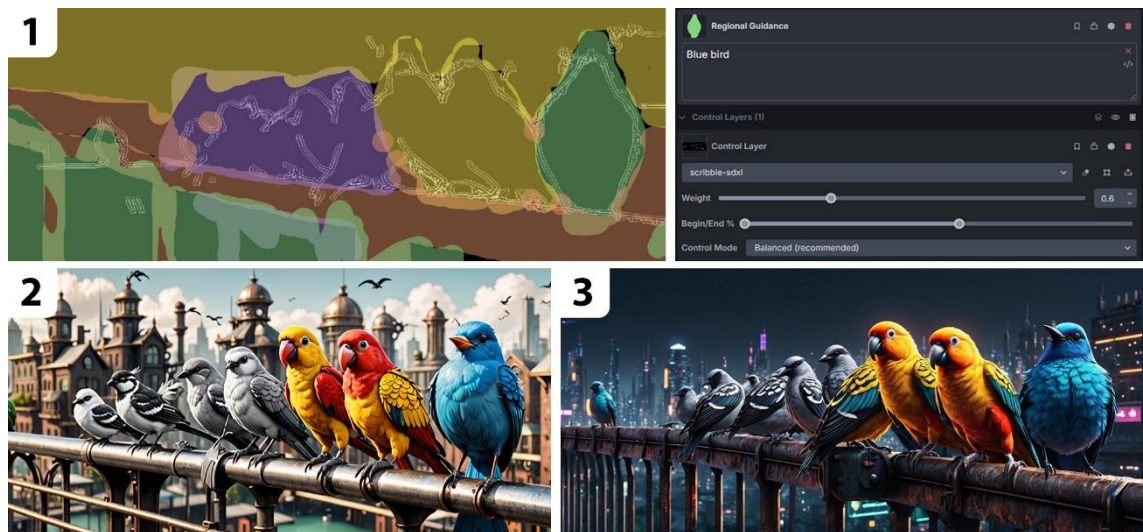 1
Regional Guidance
Blue bird
Control Layers (1)
Control Layer
scribble-sdxl
Weight
0.6
Begin/End %
Control Mode
Balanced (recommended)
2
3